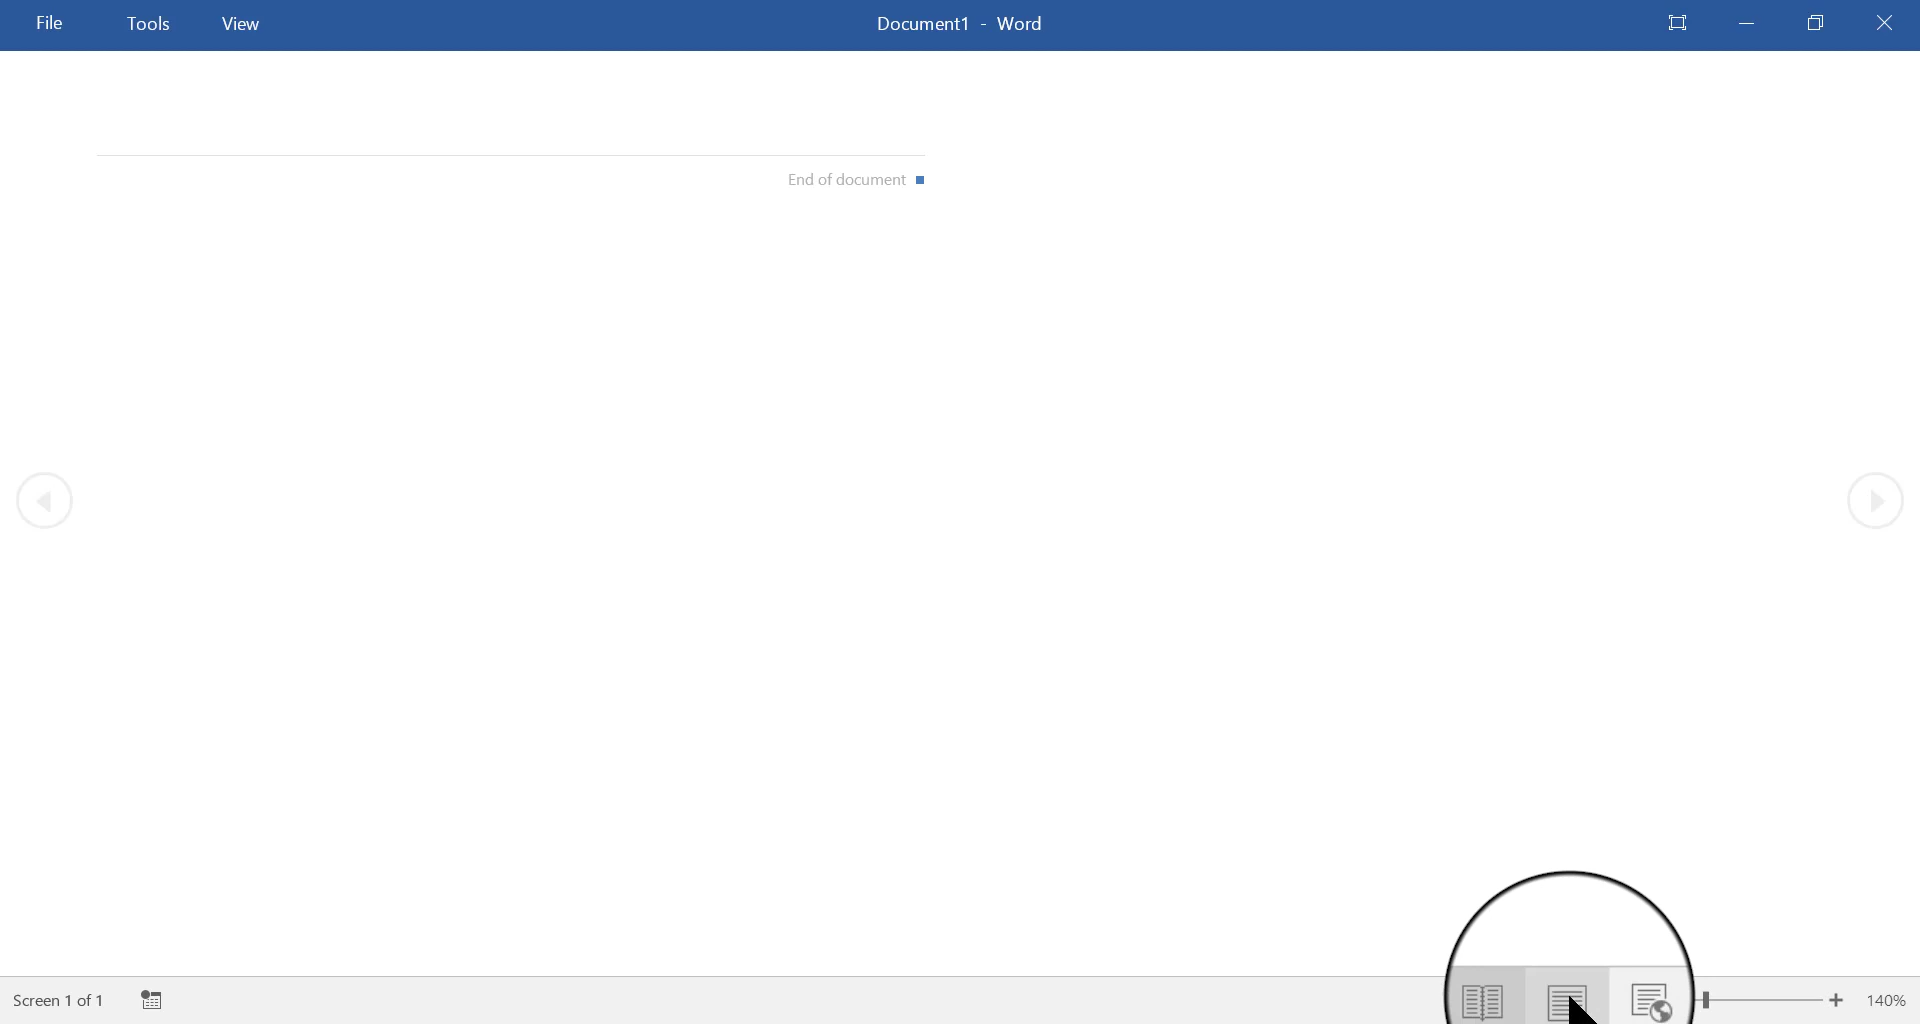 File Tools View Document1 - Word
End of document
Screen 1 of 1 140%